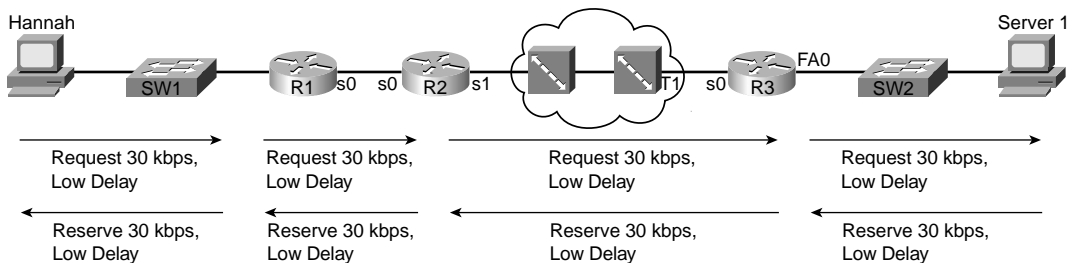 Hannah
Server 1
SW1
R1
s0
s0
R2
s1
T1
s0
R3
FA0
SW2
Request 30 kbps,
Low Delay
Request 30 kbps,
Low Delay
Request 30 kbps,
Low Delay
Request 30 kbps,
Low Delay
Reserve 30 kbps,
Low Delay
Reserve 30 kbps,
Low Delay
Reserve 30 kbps,
Low Delay
Reserve 30 kbps,
Low Delay